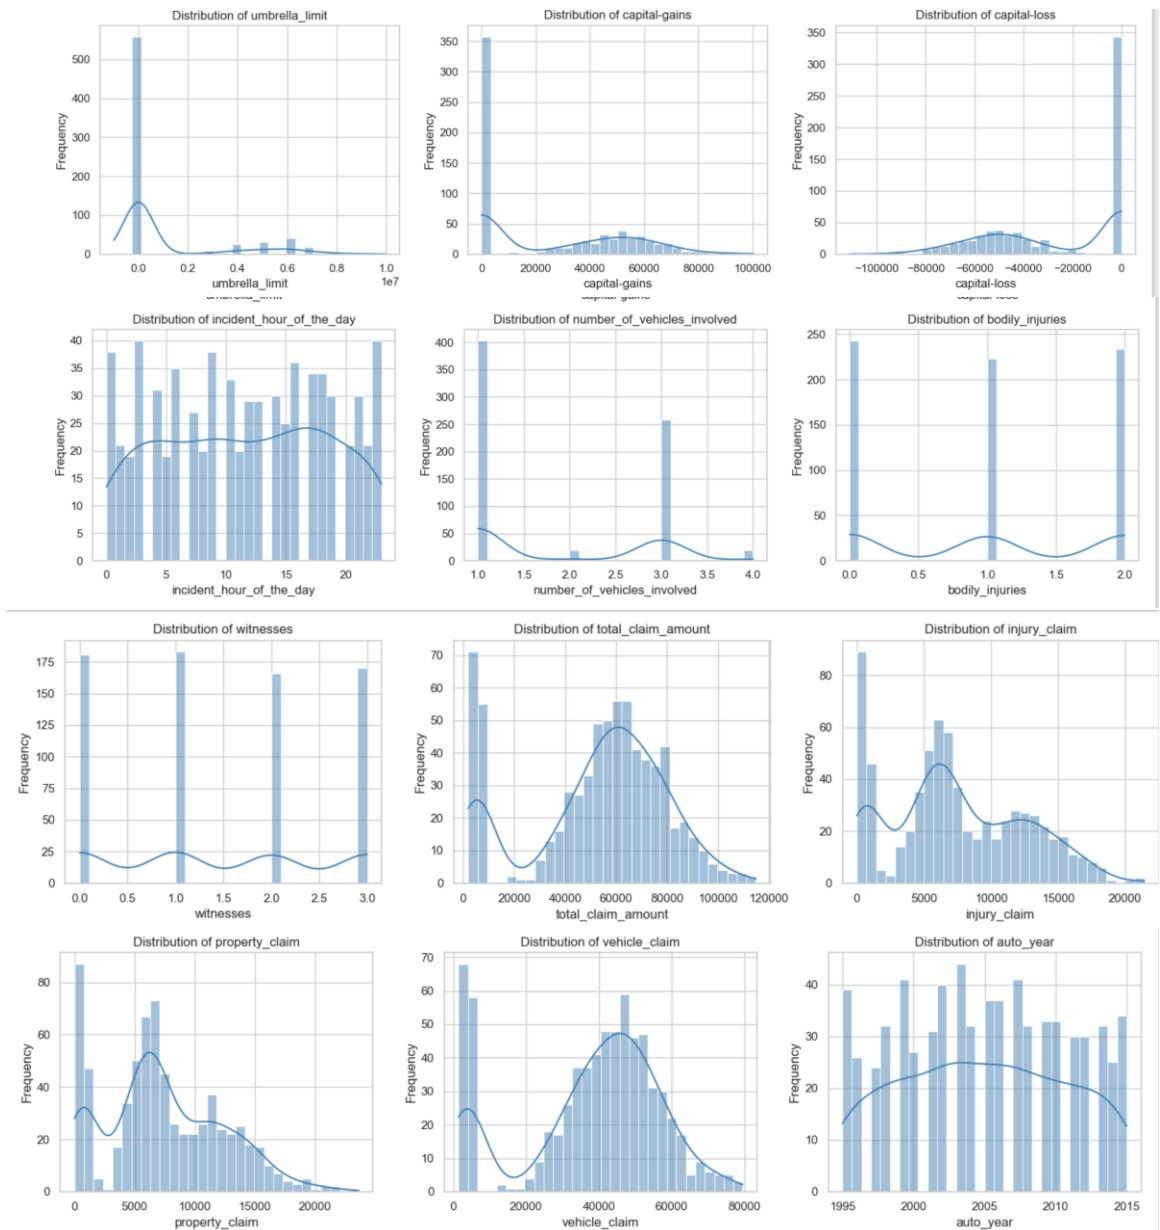 Distribution of umbrella_limit
Distribution of capital-gains
Distribution of capital-loss
Frequency
500
400
300
200
100
0
0.0 0.2 0.4 0.6 0.8 1.0
1e7
umbrella_limit
Frequency
350
300
250
200
150
100
50
0
0 20000 40000 60000 80000 100000
capital-gains
Frequency
350
300
250
200
150
100
50
0
−100000 −80000 −60000 −40000 −20000 0
capital-loss
umbrella_limit
capital-gains
capital-loss
Distribution of incident_hour_of_the_day
Distribution of number_of_vehicles_involved
Distribution of bodily_injuries
Frequency
40
35
30
25
20
15
10
5
0
0 5 10 15 20
incident_hour_of_the_day
Frequency
400
350
300
250
200
150
100
50
0
1.0 1.5 2.0 2.5 3.0 3.5 4.0
number_of_vehicles_involved
Frequency
250
200
150
100
50
0
0.0 0.5 1.0 1.5 2.0
bodily_injuries
Distribution of witnesses
Distribution of total_claim_amount
Distribution of injury_claim
Frequency
175
150
125
100
75
50
25
0
0.0 0.5 1.0 1.5 2.0 2.5 3.0
witnesses
Frequency
70
60
50
40
30
20
10
0
0 20000 40000 60000 80000 100000 120000
total_claim_amount
Frequency
80
60
40
20
0
0 5000 10000 15000 20000
injury_claim
Distribution of property_claim
Distribution of vehicle_claim
Distribution of auto_year
Frequency
80
60
40
20
0
0 5000 10000 15000 20000
property_claim
Frequency
70
60
50
40
30
20
10
0
0 20000 40000 60000 80000
vehicle_claim
Frequency
40
30
20
10
0
1995 2000 2005 2010 2015
auto_year